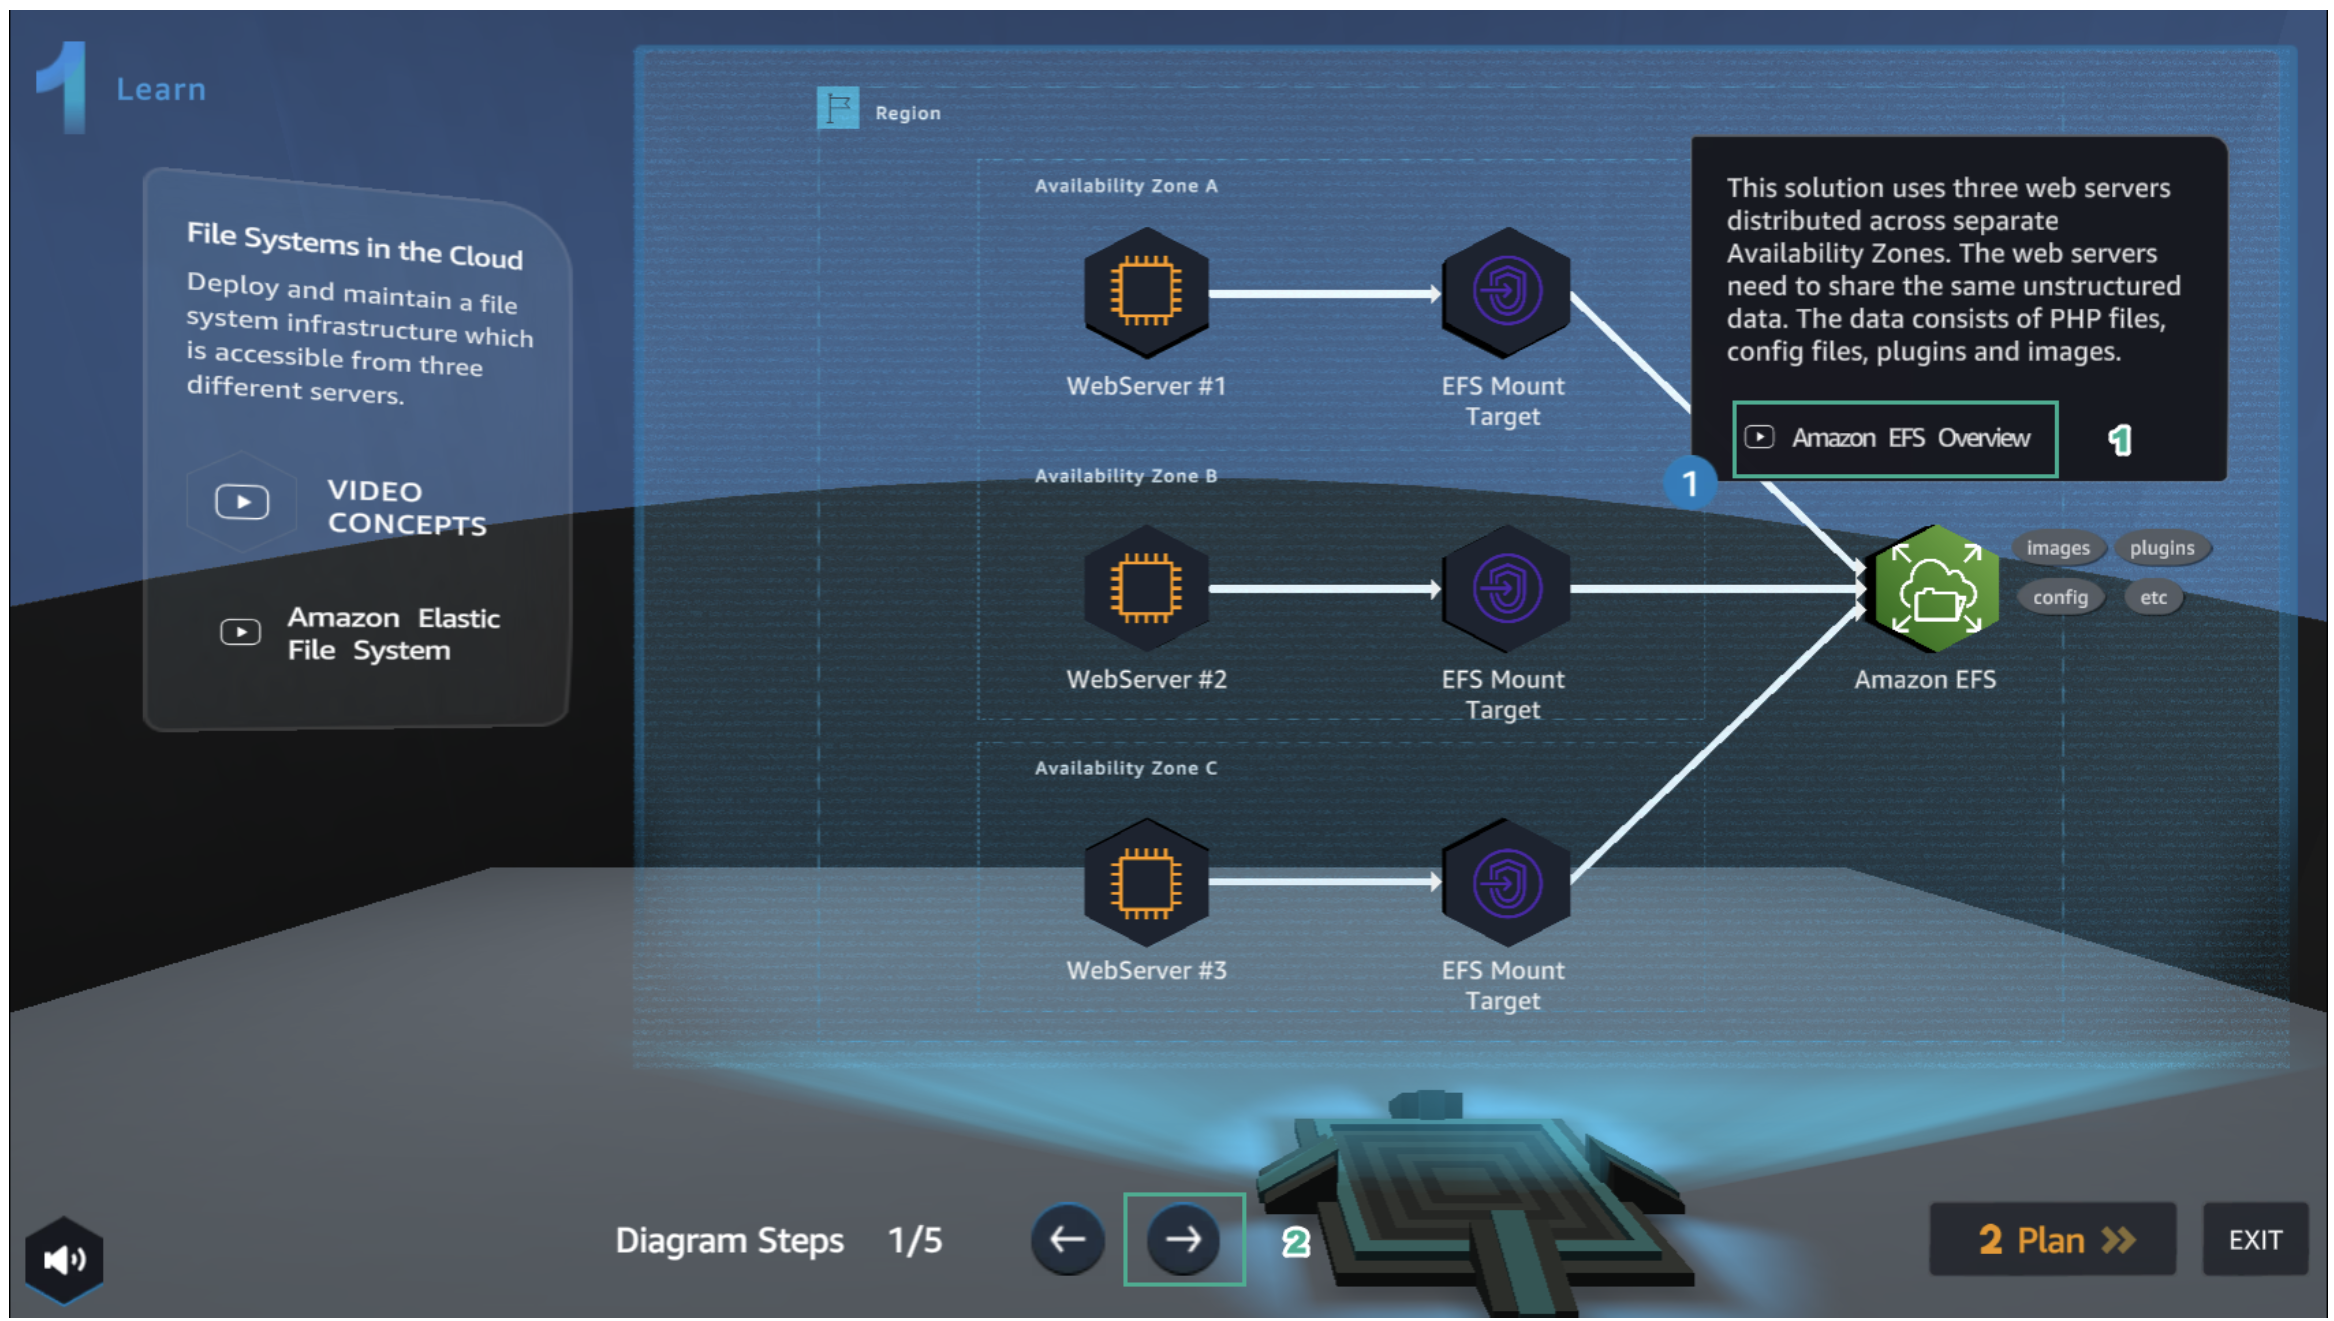 1 Learn
File Systems in the Cloud
Deploy and maintain a file
system infrastructure which
is accessible from three
different servers.
VIDEO
CONCEPTS
Amazon Elastic
File System
Region
Availability Zone A
WebServer #1
EFS Mount
Target
Availability Zone B
WebServer #2
EFS Mount
Target
Availability Zone C
WebServer #3
EFS Mount
Target
This solution uses three web servers
distributed across separate
Availability Zones. The web servers
need to share the same unstructured
data. The data consists of PHP files,
config files, plugins and images.
Amazon EFS Overview
1
1
images plugins
config etc
Amazon EFS
Diagram Steps 1/5
2
2 Plan
EXIT